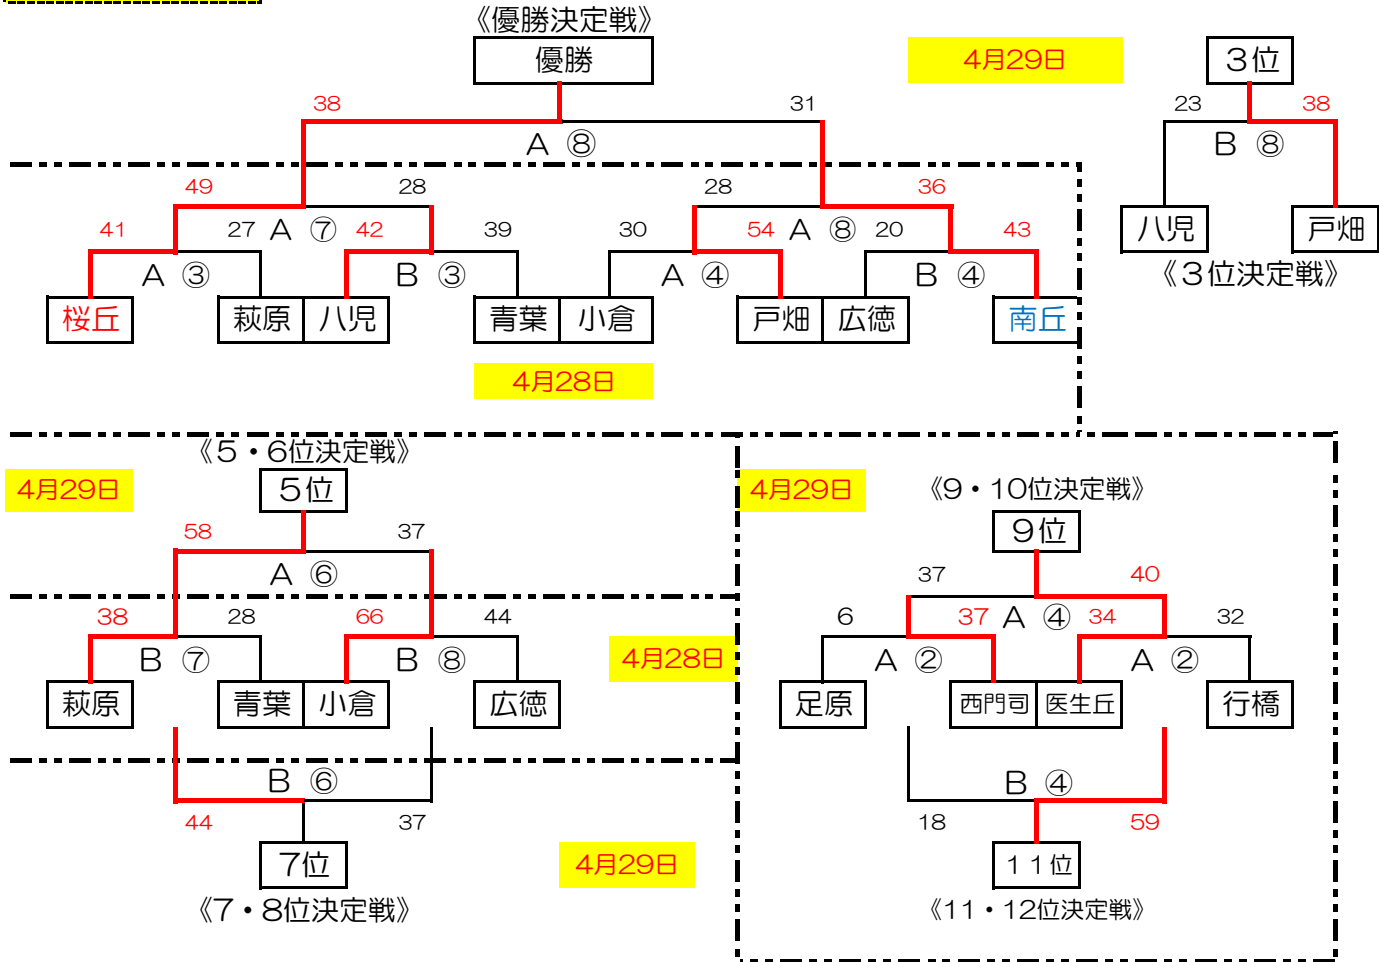 《優勝決定戦》
優勝
4月29日
３位
38
31
23
38
A ⑧
B ⑧
49
28
28
36
41
27
A ⑦
42
39
30
54
A ⑧
20
43
八児
戸畑
A ③
B ③
A ④
B ④
《３位決定戦》
桜丘
萩原
八児
青葉
小倉
戸畑
広徳
南丘
4月28日
《５・６位決定戦》
4月29日
５位
4月29日
《9・10位決定戦》
９位
58
37
A ⑥
37
40
38
28
66
44
6
37
A ④
34
32
B ⑦
B ⑧
4月28日
A ②
A ②
萩原
青葉
小倉
広徳
足原
西門司
医生丘
行橋
B ⑥
B ④
44
37
18
59
7位
4月29日
１１位
《7・8位決定戦》
《11・12位決定戦》